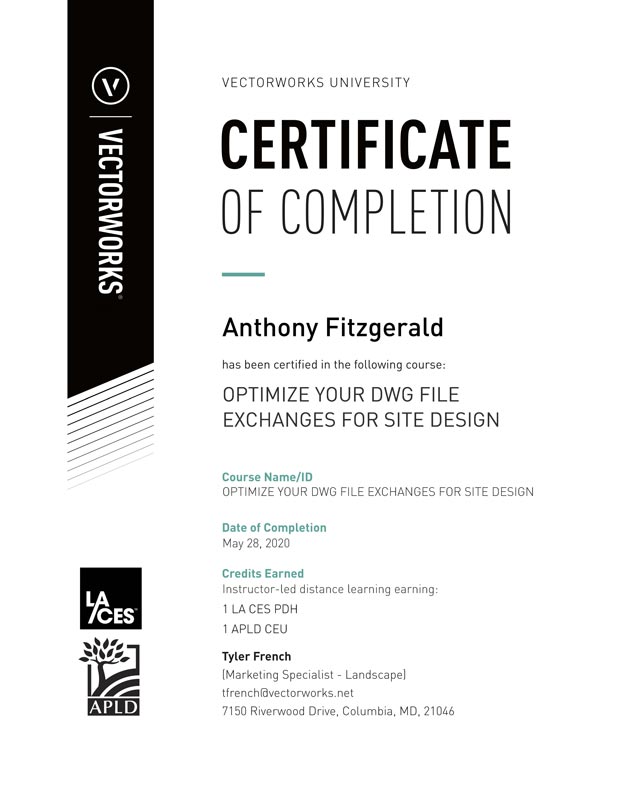 VECTORWORKS®
VECTORWORKS UNIVERSITY
CERTIFICATE
OF COMPLETION
Anthony Fitzgerald
has been certified in the following course:
OPTIMIZE YOUR DWG FILE
EXCHANGES FOR SITE DESIGN
Course Name/ID
OPTIMIZE YOUR DWG FILE EXCHANGES FOR SITE DESIGN
Date of Completion
May 28, 2020
Credits Earned
Instructor-led distance learning earning:
1 LA CES PDH
1 APLD CEU
Tyler French
(Marketing Specialist - Landscape)
tfrench@vectorworks.net
7150 Riverwood Drive, Columbia, MD, 21046
LA
/CES™
APLD